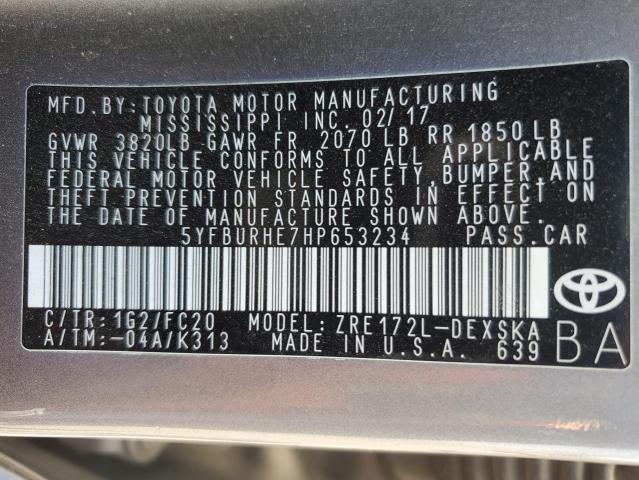 MFD.BY:TOYOTA MOTOR MANUFACTURING
MISSISSIPPI INC. 02/17
GVWR 3820LB GAWR FR 2070 LB RR 1850 LB
THIS VEHICLE CONFORMS TO ALL APPLICABLE
FEDERAL MOTOR VEHICLE SAFETY,BUMPER,AND
THEFT PREVENTION STANDARDS IN EFFECT ON
THE DATE OF MANUFACTURE SHOWN ABOVE.
5YFBURHE7HP653234 PASS.CAR
C/TR:1G2/FC20 MODEL:ZRE172L-DEXSKA
A/TM:-04A/K313 MADE IN U.S.A. 639
BA